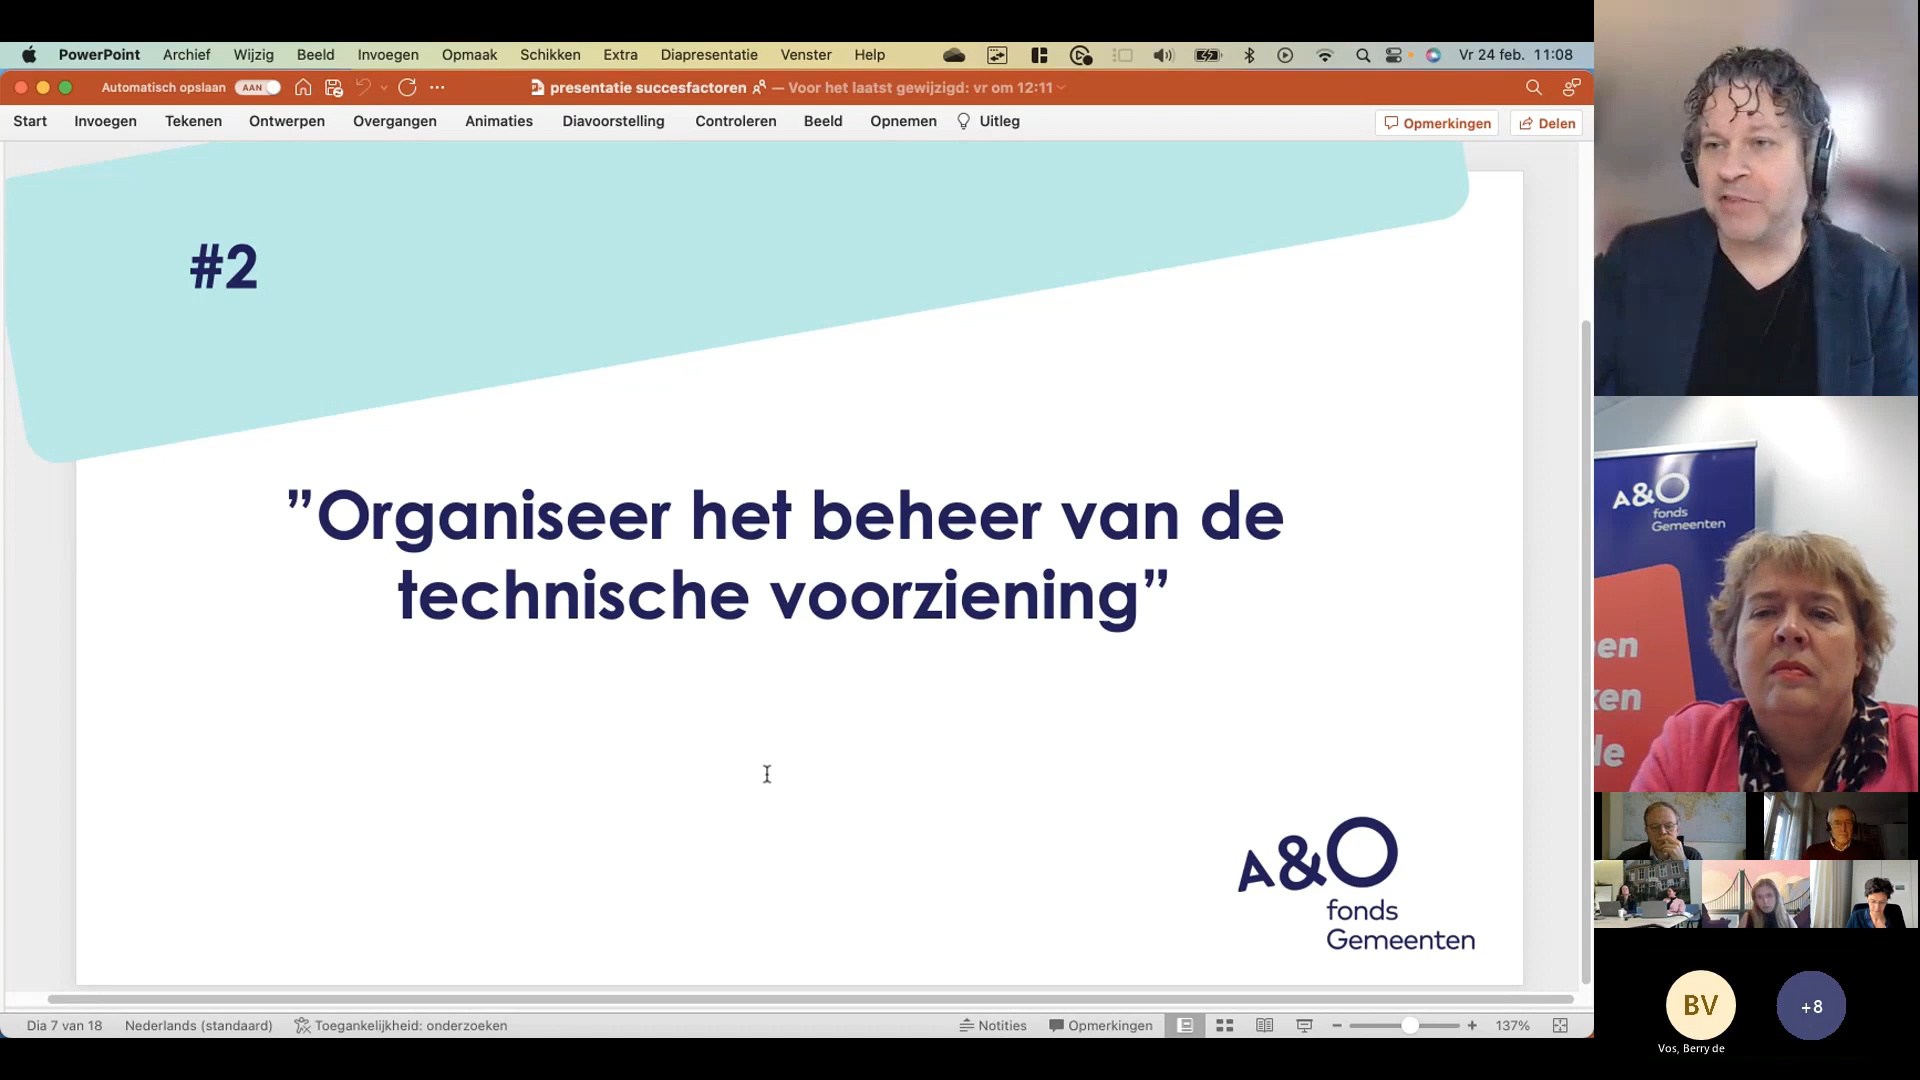 PowerPoint Archief Wijzig Beeld Invoegen Opmaak Schikken Extra Diapresentatie Venster Help Vr 24 feb. 11:08
Automatisch opslaan AAN presentatie succesfactoren — Voor het laatst gewijzigd: vr om 12:11
Start Invoegen Tekenen Ontwerpen Overgangen Animaties Diavoorstelling Controleren Beeld Opnemen Uitleg Opmerkingen Delen
#2
”Organiseer het beheer van de
technische voorziening”
A&O
fonds
Gemeenten
Dia 7 van 18 Nederlands (standaard) Toegankelijkheid: onderzoeken Notities Opmerkingen 137%
A&O
fonds
Gemeenten
en
ken
de
BV
+8
Vos, Berry de